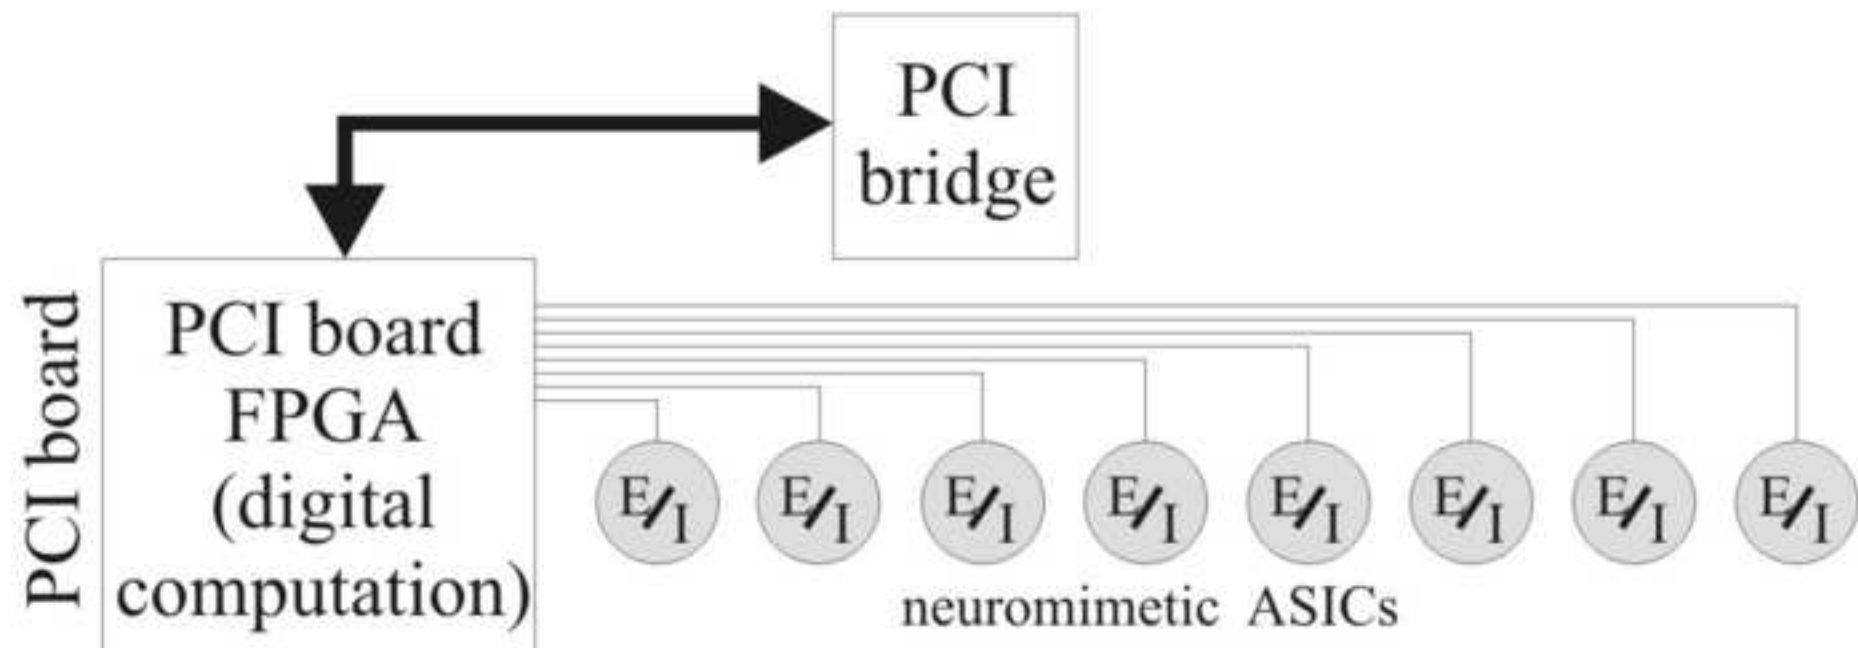 PCI
bridge
PCI board
PCI board
FPGA
(digital
computation)
E/I E/I E/I E/I E/I E/I E/I E/I
neuromimetic ASICs